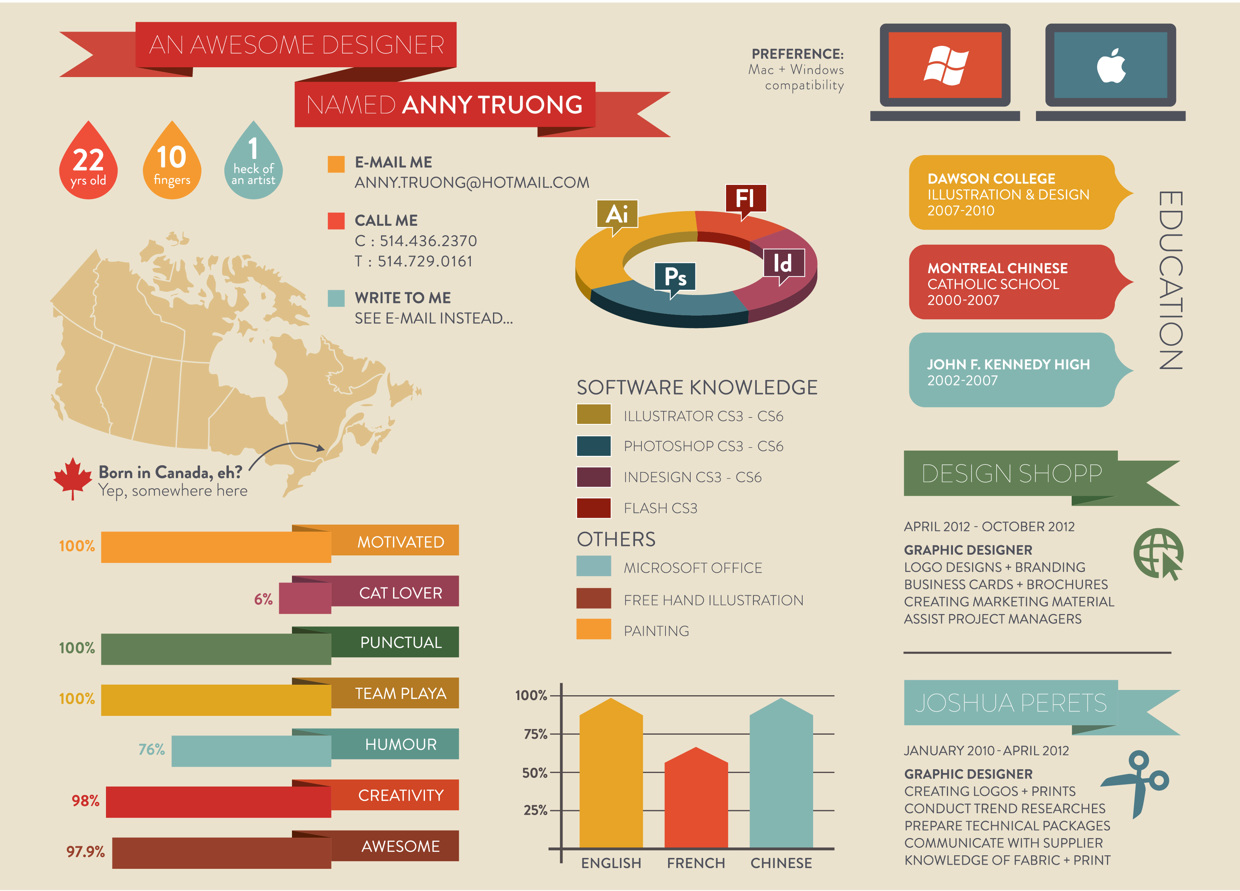 AN AWESOME DESIGNER
NAMED ANNY TRUONG
22
yrs old
10
fingers
1
heck of
an artist
E-MAIL ME
ANNY.TRUONG@HOTMAIL.COM
CALL ME
C : 514.436.2370
T : 514.729.0161
WRITE TO ME
SEE E-MAIL INSTEAD...
Born in Canada, eh?
Yep, somewhere here
100%
MOTIVATED
6%
CAT LOVER
100%
PUNCTUAL
100%
TEAM PLAYA
76%
HUMOUR
98%
CREATIVITY
97.9%
AWESOME
Ai
Fl
Ps
Id
SOFTWARE KNOWLEDGE
ILLUSTRATOR CS3 - CS6
PHOTOSHOP CS3 - CS6
INDESIGN CS3 - CS6
FLASH CS3
OTHERS
MICROSOFT OFFICE
FREE HAND ILLUSTRATION
PAINTING
100%
75%
50%
25%
ENGLISH
FRENCH
CHINESE
PREFERENCE:
Mac + Windows
compatibility
EDUCATION
DAWSON COLLEGE
ILLUSTRATION & DESIGN
2007-2010
MONTREAL CHINESE
CATHOLIC SCHOOL
2000-2007
JOHN F. KENNEDY HIGH
2002-2007
DESIGN SHOPP
APRIL 2012 - OCTOBER 2012
GRAPHIC DESIGNER
LOGO DESIGNS + BRANDING
BUSINESS CARDS + BROCHURES
CREATING MARKETING MATERIAL
ASSIST PROJECT MANAGERS
JOSHUA PERETS
JANUARY 2010 - APRIL 2012
GRAPHIC DESIGNER
CREATING LOGOS + PRINTS
CONDUCT TREND RESEARCHES
PREPARE TECHNICAL PACKAGES
COMMUNICATE WITH SUPPLIER
KNOWLEDGE OF FABRIC + PRINT